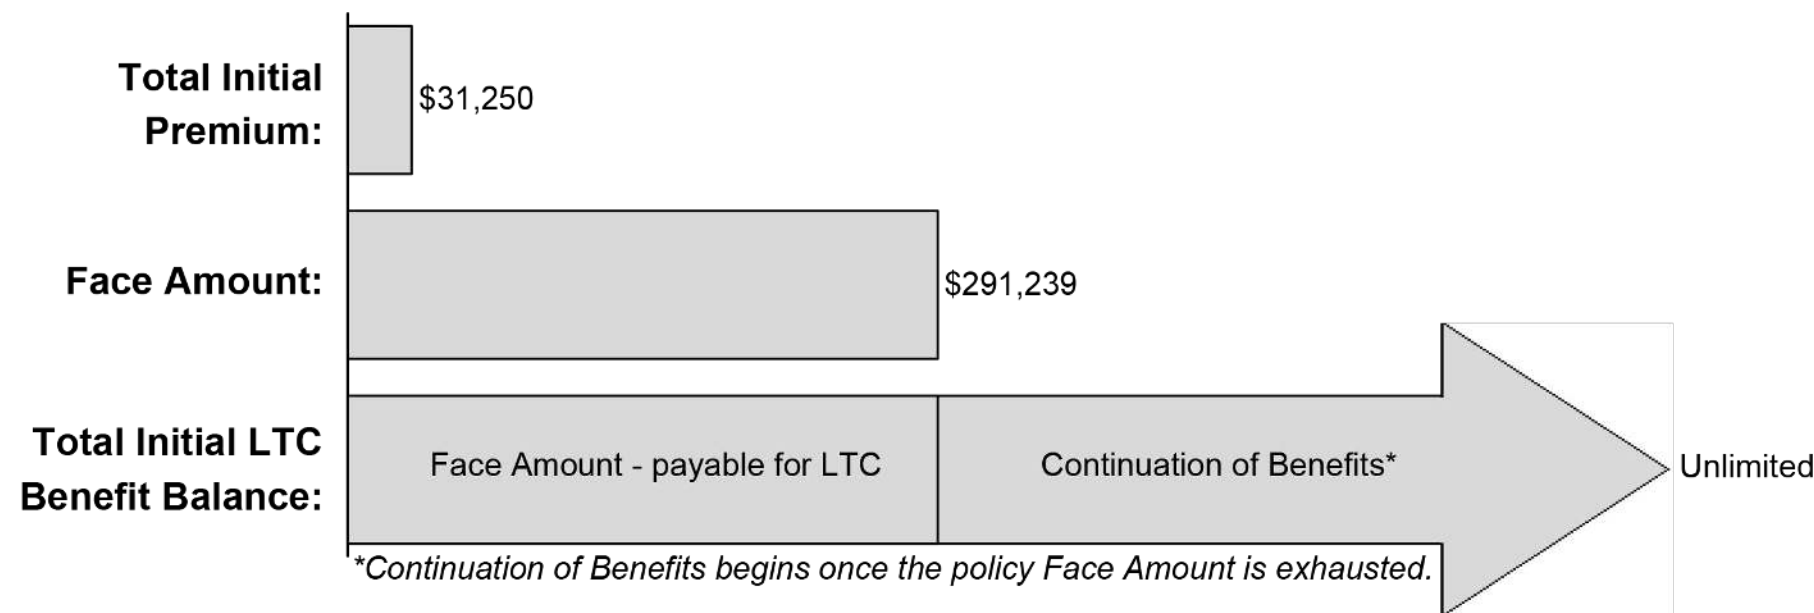 Total Initial
Premium:
$31,250
Face Amount:
$291,239
Total Initial LTC
Benefit Balance:
Face Amount - payable for LTC
Continuation of Benefits*
Unlimited
*Continuation of Benefits begins once the policy Face Amount is exhausted.